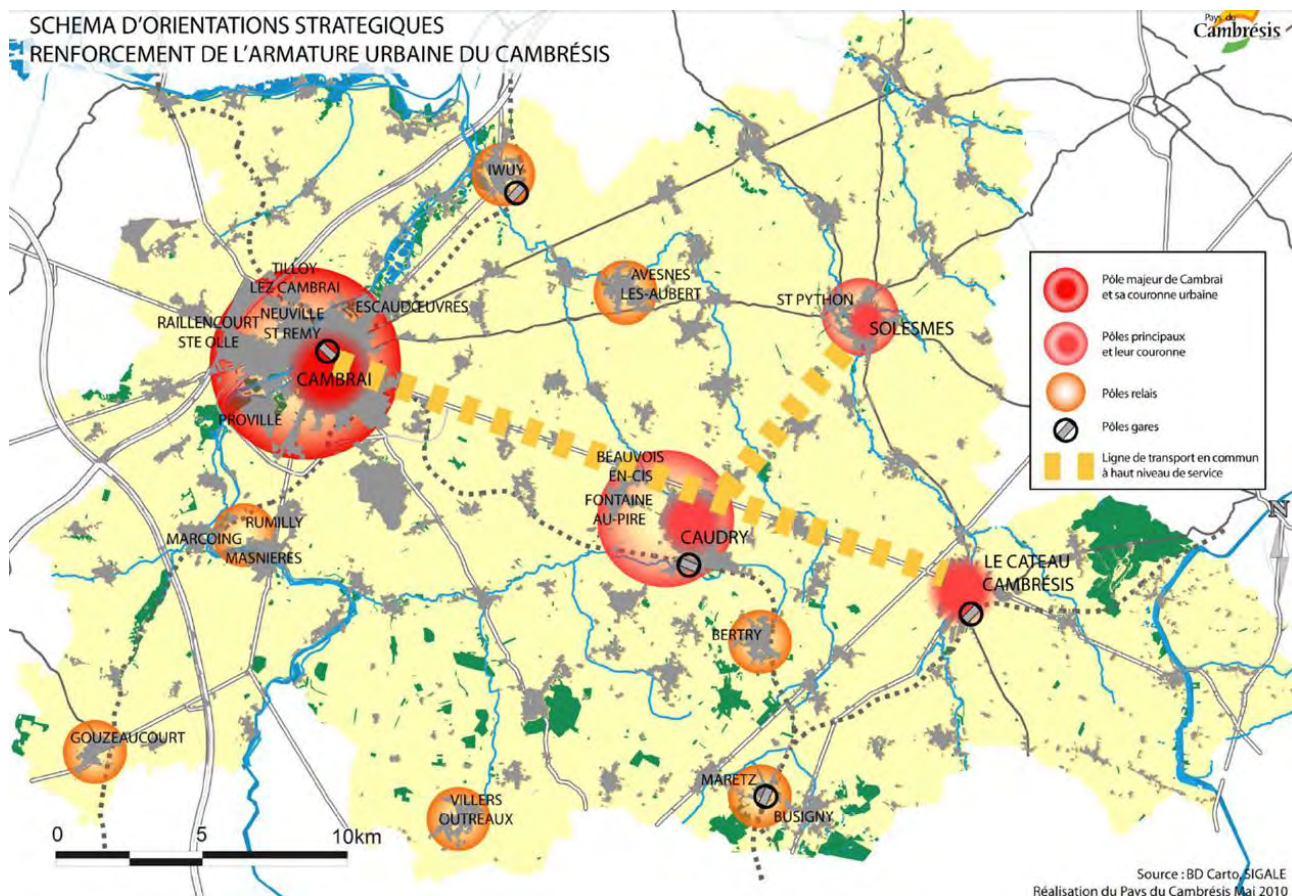 SCHEMA D'ORIENTATIONS STRATEGIQUES
RENFORCEMENT DE L'ARMATURE URBAINE DU CAMBRÉSIS
Pays du
Cambrésis
IWUY
TILLOY
LEZ CAMBRAI
NEUVILLE
ST REMY
ESCAUDŒUVRES
RAILLENCOURT
STE OLLE
CAMBRAI
PROVILLE
AVESNES
LES-AUBERT
ST PYTHON
SOLESMES
BEAUVOIS
EN-CIS
FONTAINE
AU-PIRE
CAUDRY
RUMILLY
MARCOING
MASNIERES
LE CATEAU
CAMBRÉSIS
BERTRY
GOUZEAUCOURT
VILLERS
OUTREAUX
MARETZ
BUSIGNY
Pôle majeur de Cambrai
et sa couronne urbaine
Pôles principaux
et leur couronne
Pôles relais
Pôles gares
Ligne de transport en commun
à haut niveau de service
N
0 5 10km
Source : BD Carto, SIGALE
Réalisation du Pays du Cambrésis Mai 2010